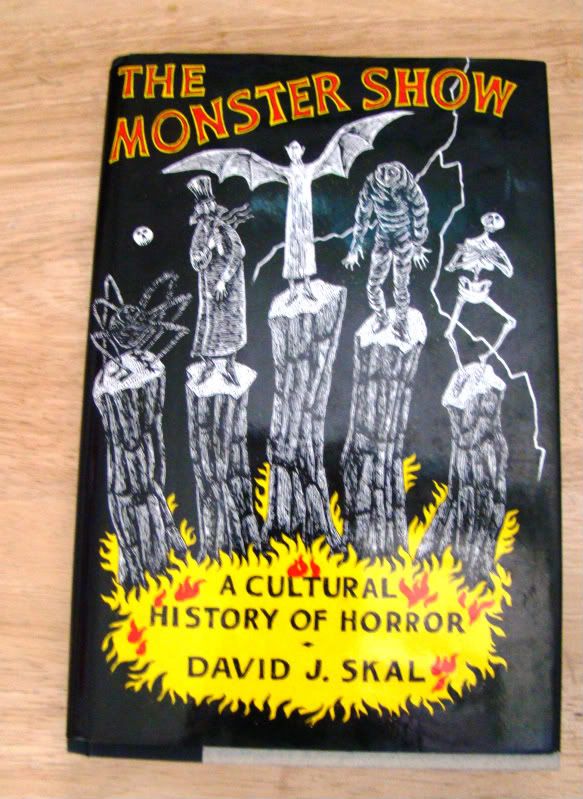 THE
MONSTER SHOW
A CULTURAL
HISTORY OF HORROR
DAVID J. SKAL